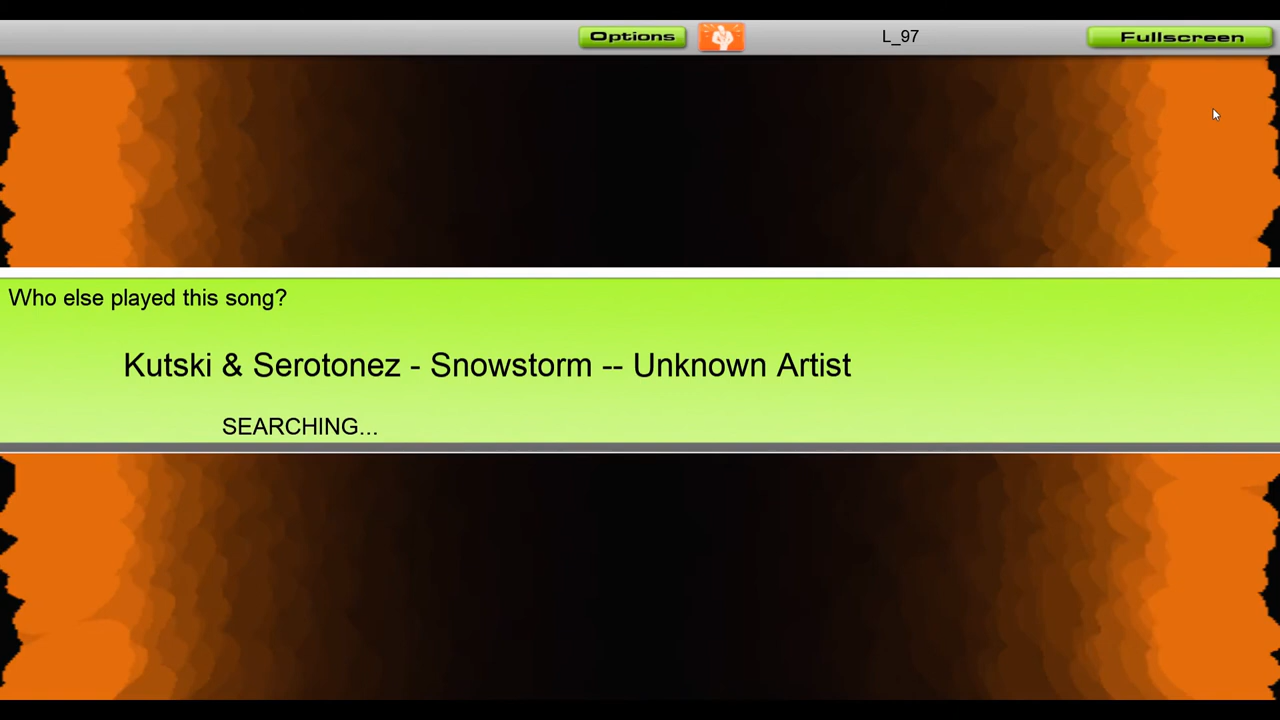 Options
L_97
Fullscreen
Who else played this song?
Kutski & Serotonez - Snowstorm -- Unknown Artist
SEARCHING...